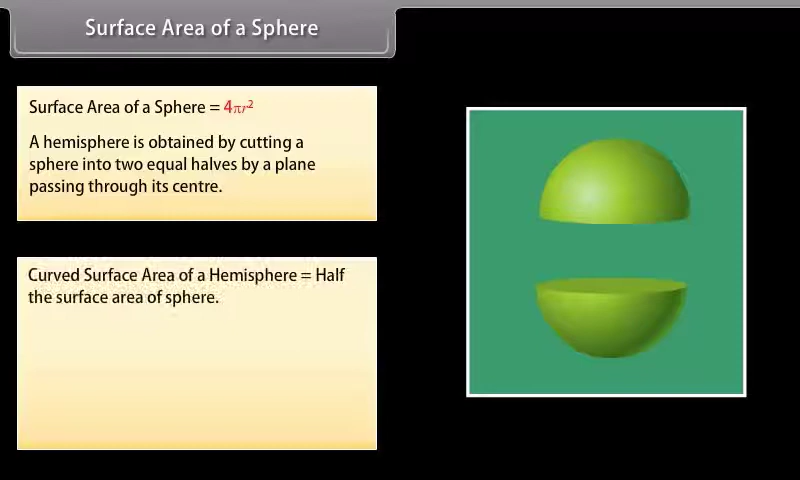 Surface Area of a Sphere
Surface Area of a Sphere = 4πr²
A hemisphere is obtained by cutting a
sphere into two equal halves by a plane
passing through its centre.
Curved Surface Area of a Hemisphere = Half
the surface area of sphere.